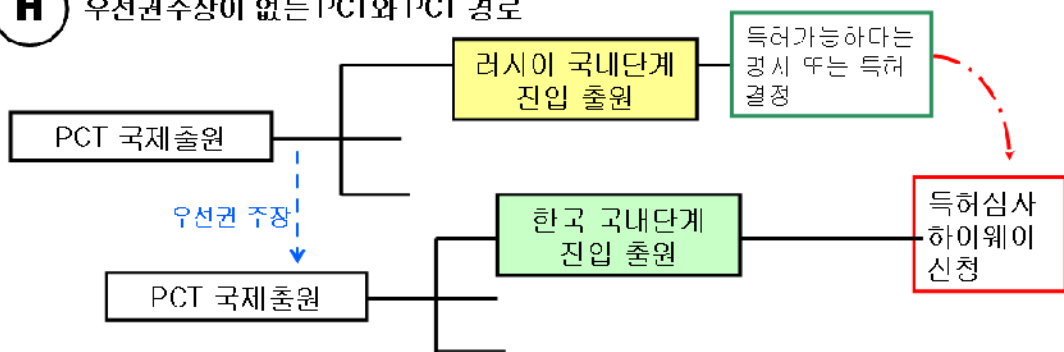 H 우선권주장이 없는 PCT와 PCT 경로
러시아 국내단계
진입 출원
특허가능하다는
명시 또는 특허
결정
PCT 국제출원
우선권 주장
한국 국내단계
진입 출원
특허심사
하이웨이
신청
PCT 국제출원